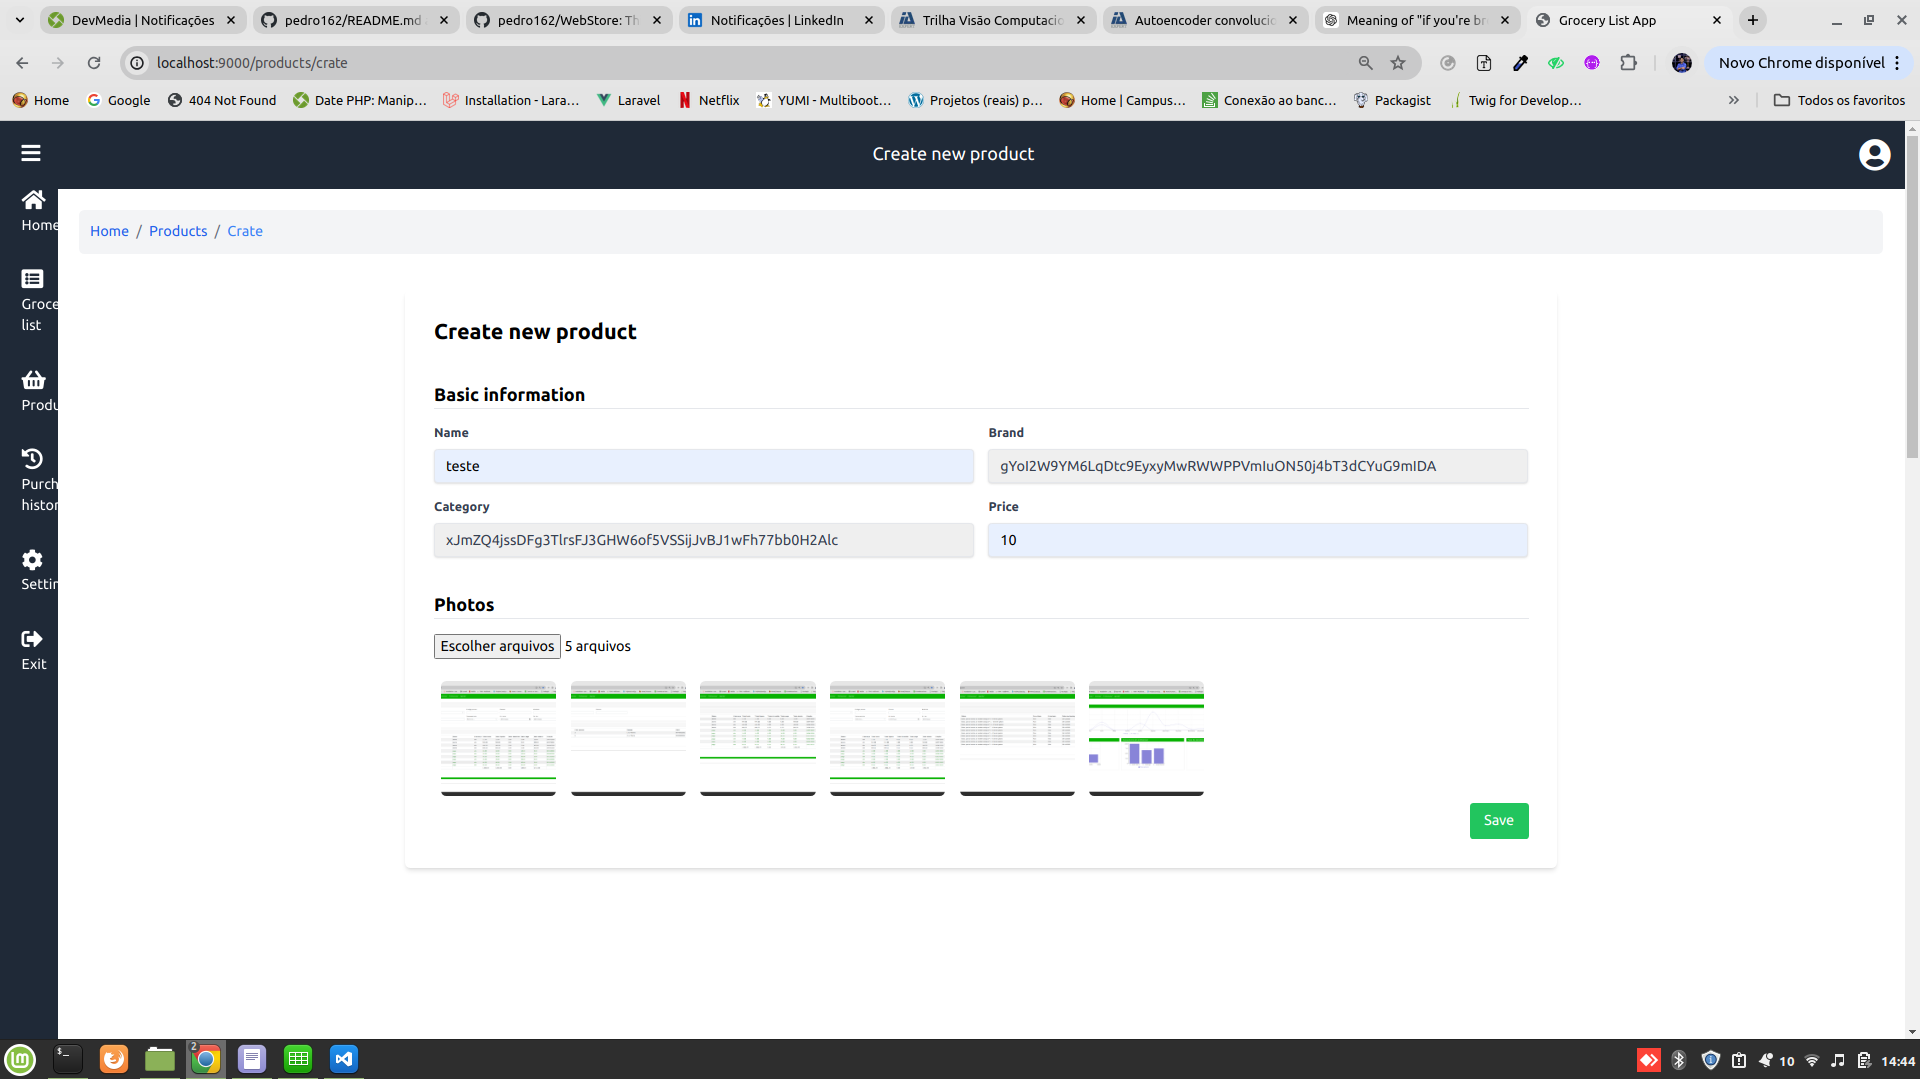 DevMedia | Notificações
pedro162/README.md
pedro162/WebStore: Th
Notificações | LinkedIn
Trilha Visão Computacio
Autoencoder convolucio
Meaning of "if you're br
Grocery List App
localhost:9000/products/crate
Novo Chrome disponível
Home
Google
404 Not Found
Date PHP: Manip...
Installation - Lara...
Laravel
Netflix
YUMI - Multiboot...
Projetos (reais) p...
Home | Campus...
Conexão ao banc...
Packagist
Twig for Develop...
Todos os favoritos
Create new product
Home
Groce
list
Produ
Purch
histor
Settin
Exit
Home / Products / Crate
Create new product
Basic information
Name
Brand
teste
gYoI2W9YM6LqDtc9EyxyMwRWWPPVmIuON50j4bT3dCYuG9mIDA
Category
Price
xJmZQ4jssDFg3TlrsFJ3GHW6of5VSSijJvBJ1wFh77bb0H2Alc
10
Photos
Escolher arquivos 5 arquivos
Save
2
10
14:44